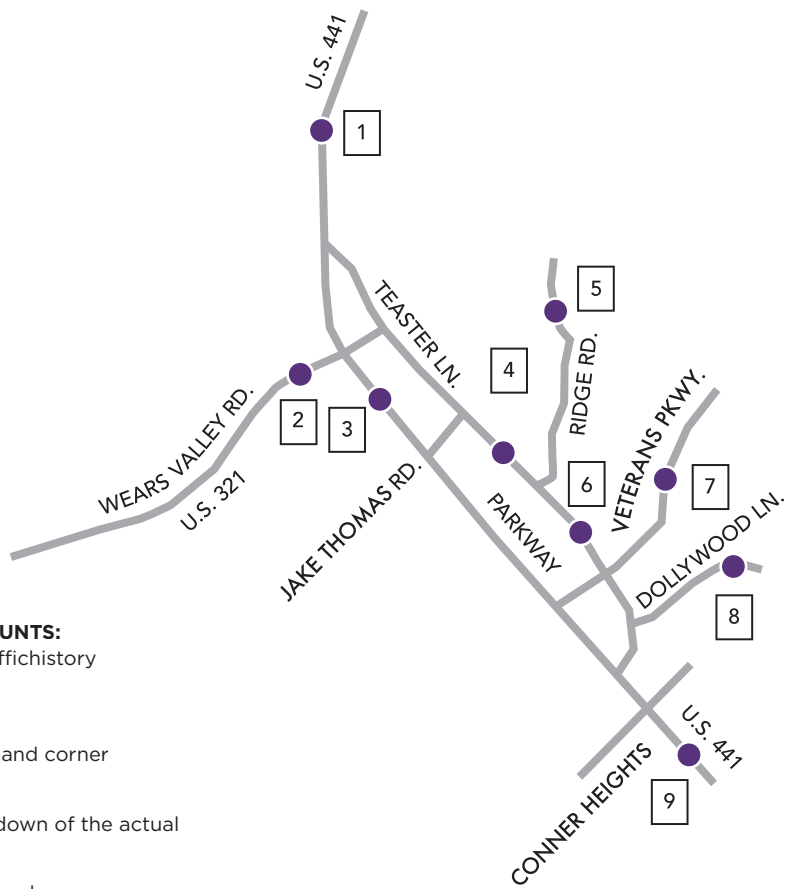 U.S. 441
1
5
TEASTER LN.
4
RIDGE RD.
2
3
WEARS VALLEY RD.
U.S. 321
VETERANS PKWY.
6
7
JAKE THOMAS RD.
PARKWAY
DOLLYWOOD LN.
8
UNTS:
ffichistory
and corner
down of the actual
U.S. 441
9
CONNER HEIGHTS